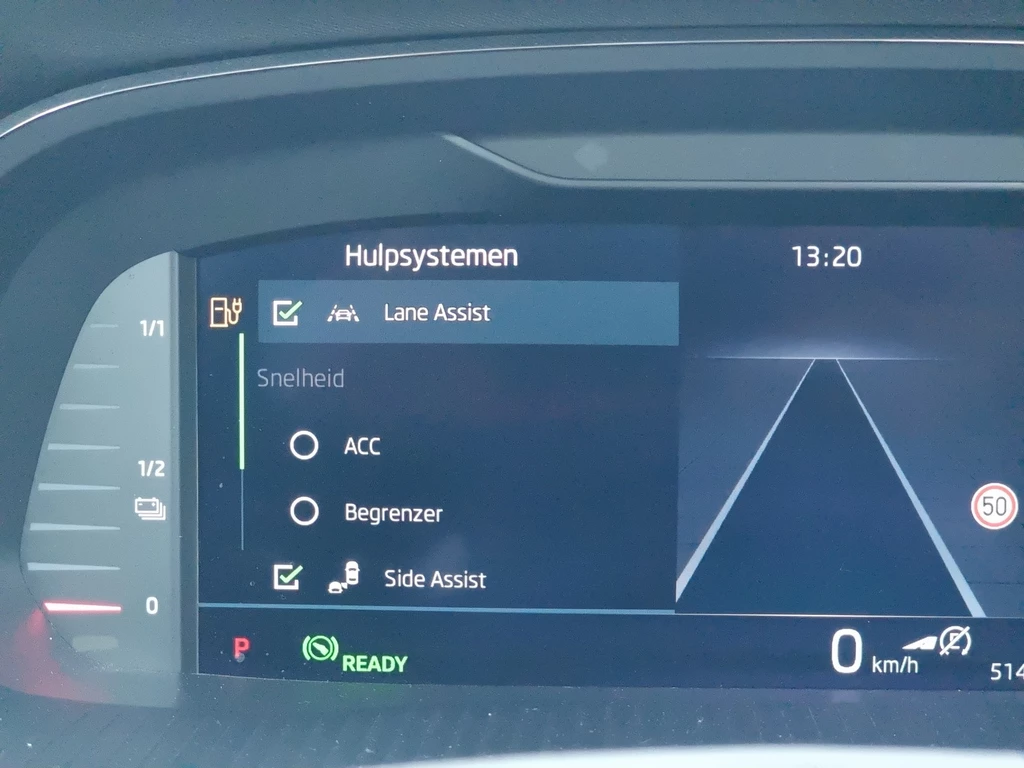 Hulpsystemen
13:20
Lane Assist
1/1
Snelheid
ACC
1/2
Begrenzer
50
Side Assist
0
P
READY
0 km/h
E
514